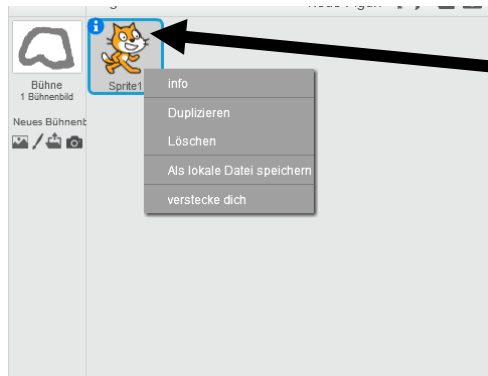 Bühne
1 Bühnenbild
Neues Bühnenb
Sprite1
info
Duplizieren
Löschen
Als lokale Datei speichern
verstecke dich